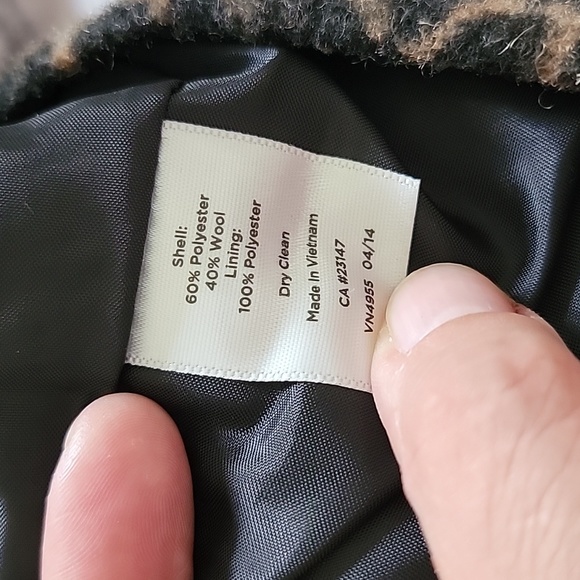 Shell:
60% Polyester
40% Wool
Lining:
100% Polyester
Dry Clean
Made In Vietnam
CA #23147
VN4955 04/14